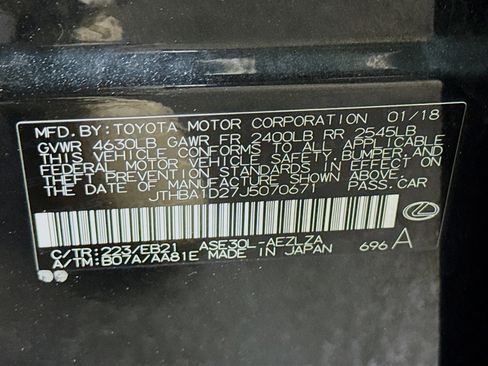 MFD.BY:TOYOTA MOTOR CORPORATION 01/18
GVWR 4630LB GAWR FR 2400LB RR 2545LB
THIS VEHICLE CONFORMS TO ALL APPLICABLE
FEDERAL MOTOR VEHICLE SAFETY,BUMPER,AND
THEFT PREVENTION STANDARDS IN EFFECT ON
THE DATE OF MANUFACTURE SHOWN ABOVE.
JTHBA1D27J5070671 PASS.CAR
C/TR:223/EB21 ASE30L-AEZLZA
A/TM:B07A/AA81E MADE IN JAPAN 696 A